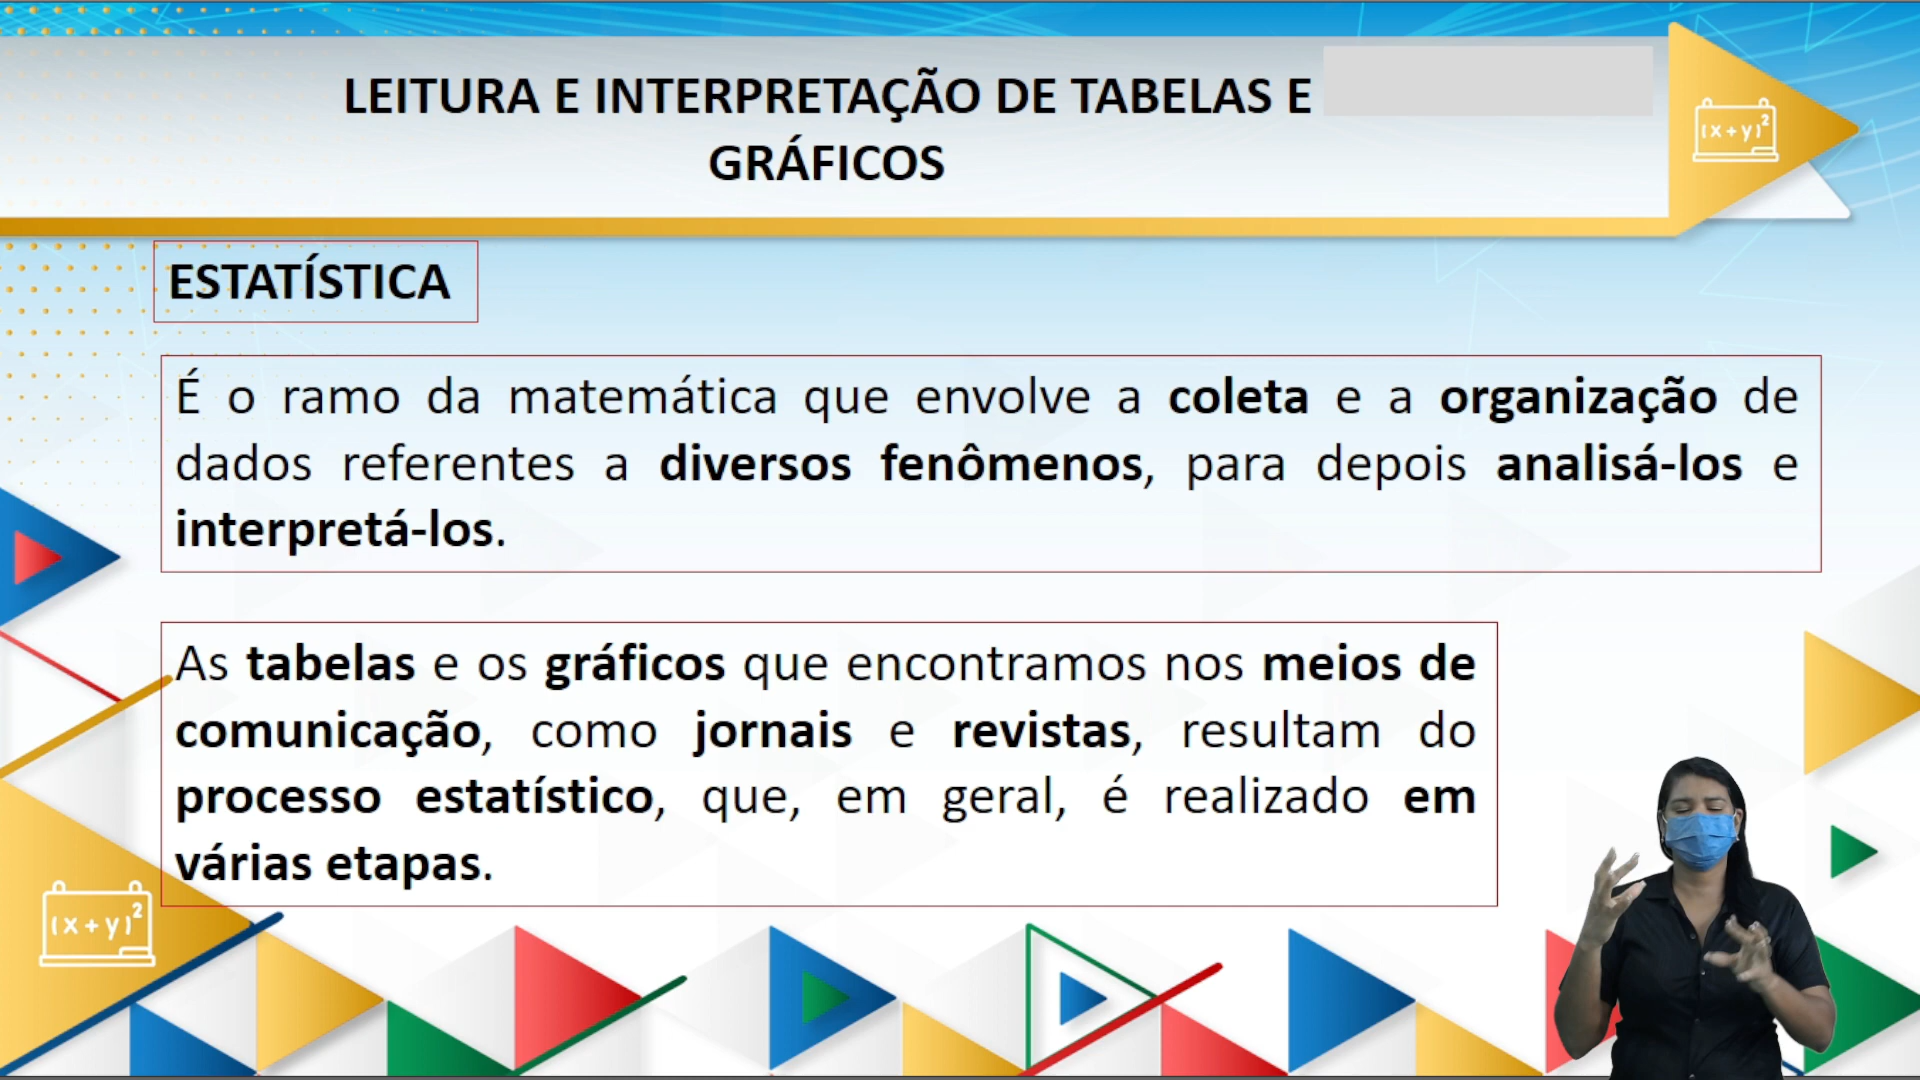 LEITURA E INTERPRETAÇÃO DE TABELAS E
GRÁFICOS
(x+y)²
ESTATÍSTICA
É o ramo da matemática que envolve a coleta e a organização de
dados referentes a diversos fenômenos, para depois analisá-los e
interpretá-los.
As tabelas e os gráficos que encontramos nos meios de
comunicação, como jornais e revistas, resultam do
processo estatístico, que, em geral, é realizado em
várias etapas.
(x+y)²